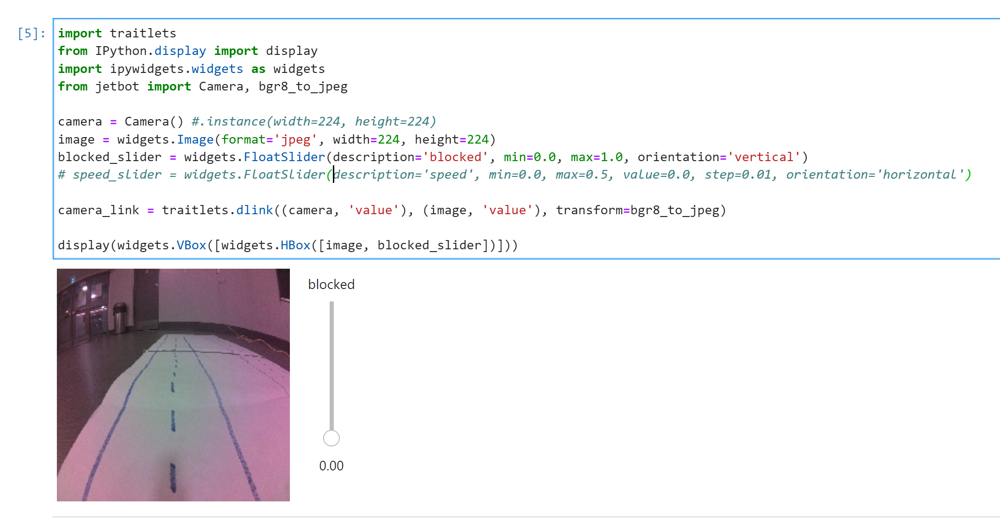 [5]:
import traitlets
from IPython.display import display
import ipywidgets.widgets as widgets
from jetbot import Camera, bgr8_to_jpeg
camera = Camera() #.instance(width=224, height=224)
image = widgets.Image(format='jpeg', width=224, height=224)
blocked_slider = widgets.FloatSlider(description='blocked', min=0.0, max=1.0, orientation='vertical')
# speed_slider = widgets.FloatSlider(description='speed', min=0.0, max=0.5, value=0.0, step=0.01, orientation='horizontal')
camera_link = traitlets.dlink((camera, 'value'), (image, 'value'), transform=bgr8_to_jpeg)
display(widgets.VBox([widgets.HBox([image, blocked_slider])]))
blocked
0.00